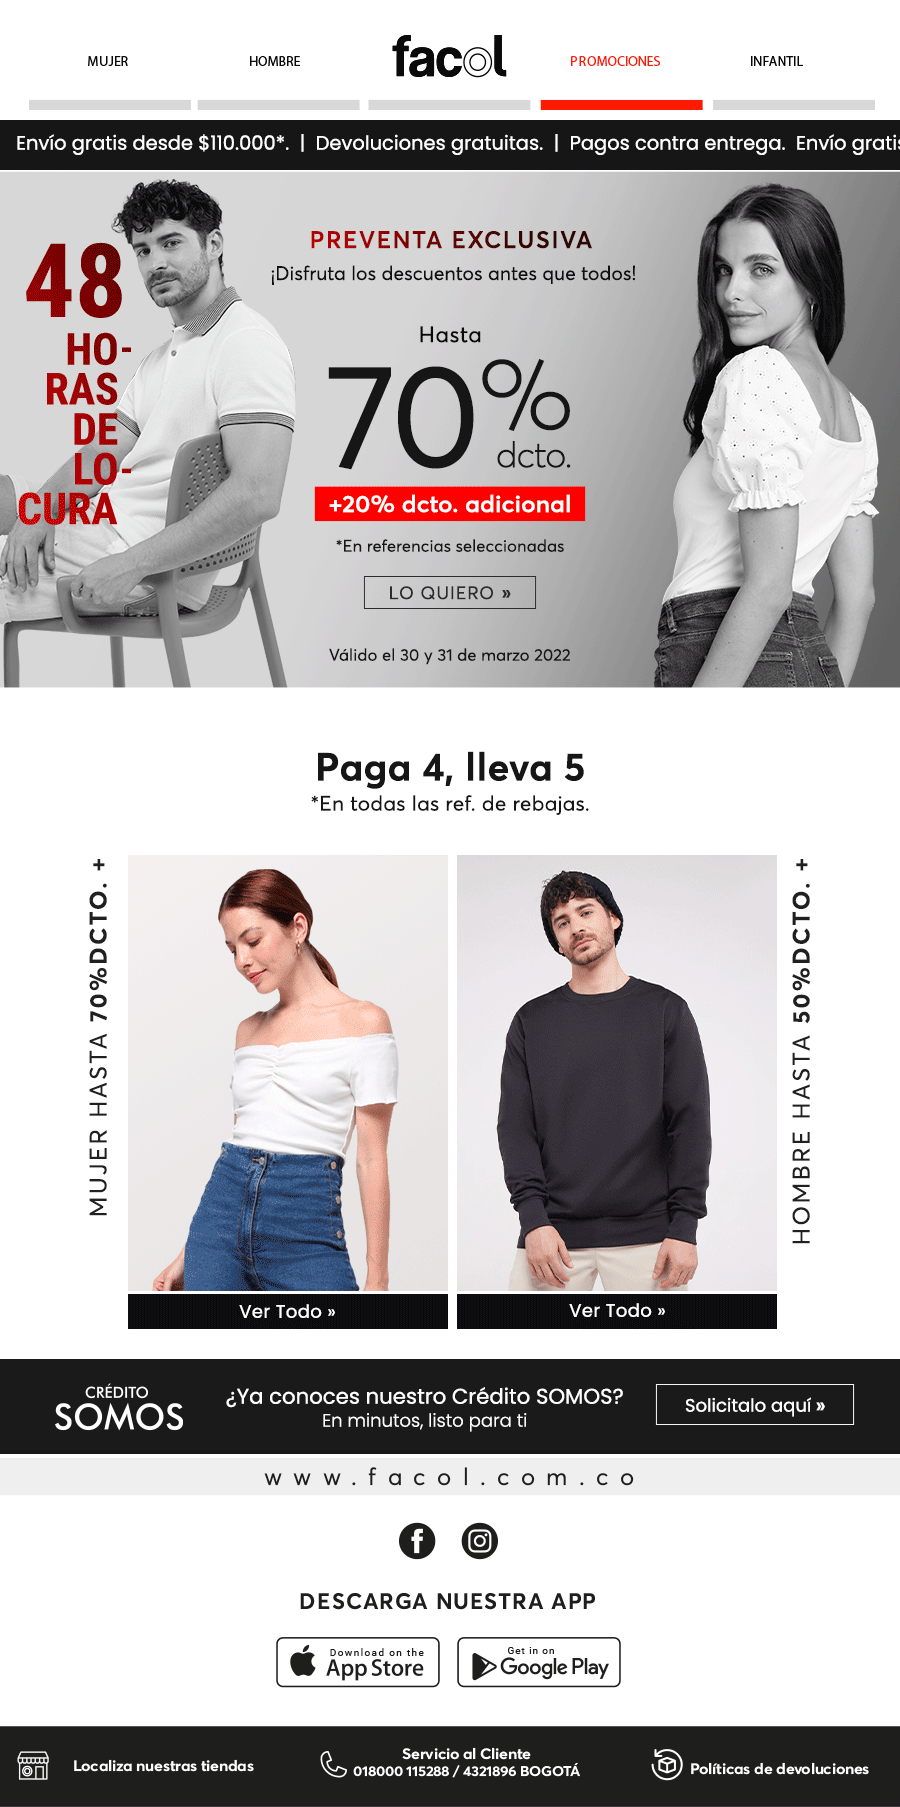 MUJER
HOMBRE
facol
PROMOCIONES
INFANTIL
Envío gratis desde $110.000*. | Devoluciones gratuitas. | Pagos contra entrega. Envío gratis
48
HO-
RAS
DE
LO-
CURA
PREVENTA EXCLUSIVA
¡Disfruta los descuentos antes que todos!
Hasta
70%
dcto.
+20% dcto. adicional
*En referencias seleccionadas
LO QUIERO »
Válido el 30 y 31 de marzo 2022
Paga 4, lleva 5
*En todas las ref. de rebajas.
MUJER HASTA 70%DCTO. +
HOMBRE HASTA 50%DCTO. +
Ver Todo »
Ver Todo »
CRÉDITO
SOMOS
¿Ya conoces nuestro Crédito SOMOS?
En minutos, listo para ti
Solicitalo aquí »
www.facol.com.co
DESCARGA NUESTRA APP
Download on the
App Store
Get in on
Google Play
Localiza nuestras tiendas
Servicio al Cliente
018000 115288 / 4321896 BOGOTÁ
Políticas de devoluciones